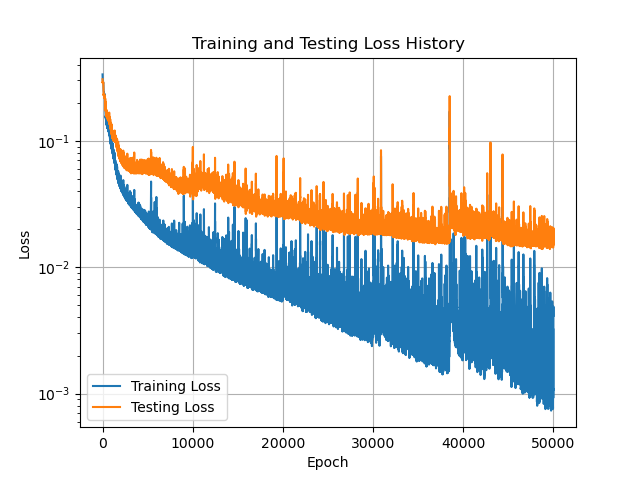 Training and Testing Loss History
Loss
10⁻¹
10⁻²
10⁻³
Training Loss
Testing Loss
0 10000 20000 30000 40000 50000
Epoch